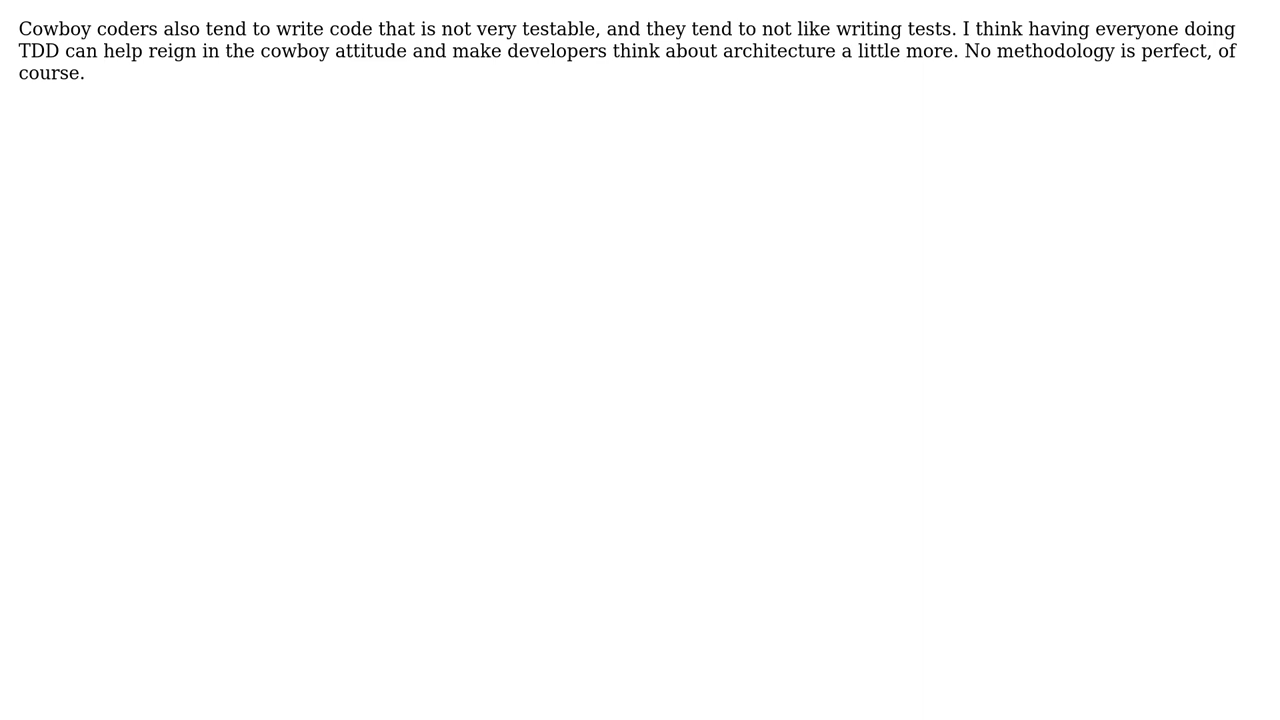 Cowboy coders also tend to write code that is not very testable, and they tend to not like writing tests. I think having everyone doing
TDD can help reign in the cowboy attitude and make developers think about architecture a little more. No methodology is perfect, of
course.